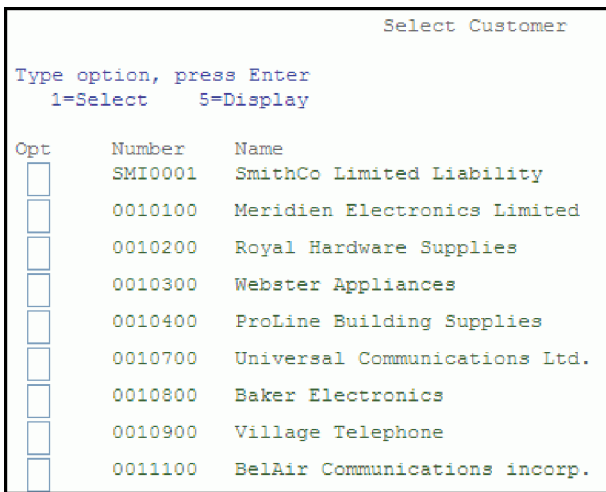 Select Customer
Type option, press Enter
1=Select 5=Display
Opt Number Name
SMI0001 SmithCo Limited Liability
0010100 Meridien Electronics Limited
0010200 Royal Hardware Supplies
0010300 Webster Appliances
0010400 ProLine Building Supplies
0010700 Universal Communications Ltd.
0010800 Baker Electronics
0010900 Village Telephone
0011100 BelAir Communications incorp.